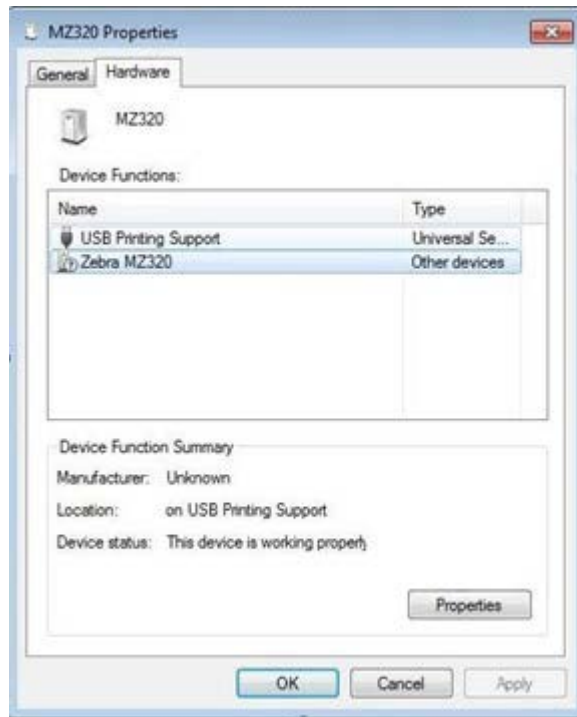 MZ320 Properties
General Hardware
MZ320
Device Functions:
Name Type
USB Printing Support Universal Se...
Zebra MZ320 Other devices
Device Function Summary
Manufacturer: Unknown
Location: on USB Printing Support
Device status: This device is working properly
Properties
OK Cancel Apply